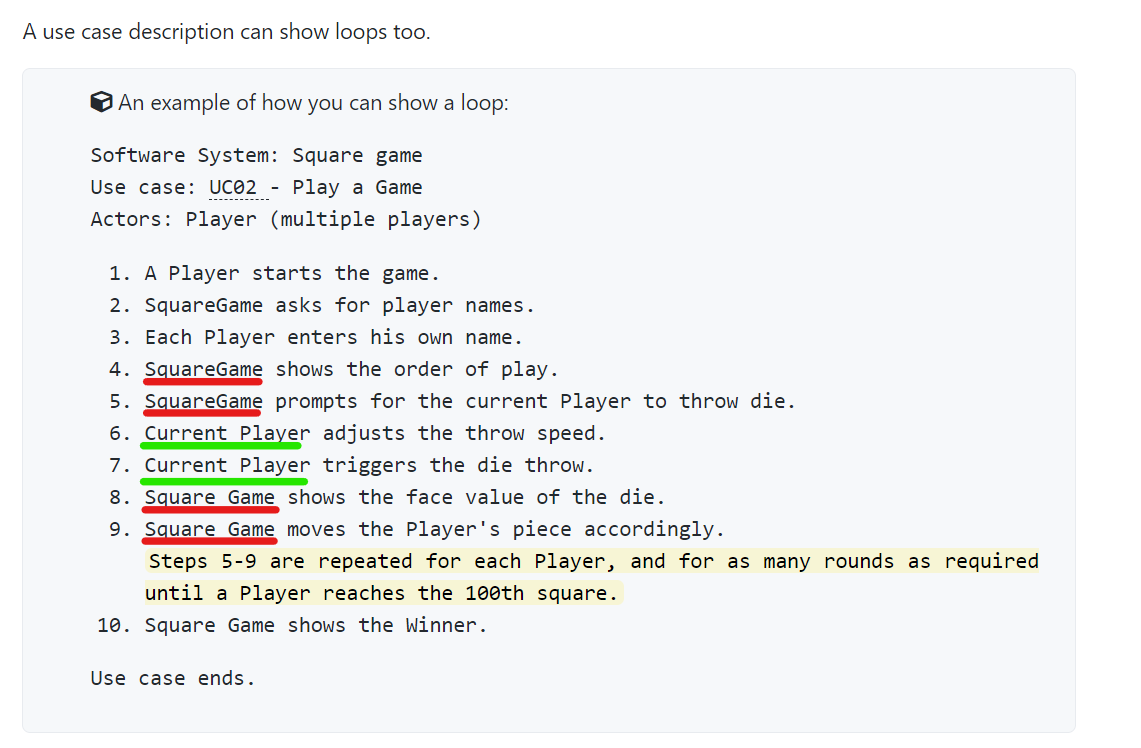 A use case description can show loops too.
An example of how you can show a loop:
Software System: Square game
Use case: UC02 - Play a Game
Actors: Player (multiple players)
1. A Player starts the game.
2. SquareGame asks for player names.
3. Each Player enters his own name.
4. SquareGame shows the order of play.
5. SquareGame prompts for the current Player to throw die.
6. Current Player adjusts the throw speed.
7. Current Player triggers the die throw.
8. Square Game shows the face value of the die.
9. Square Game moves the Player's piece accordingly.
Steps 5-9 are repeated for each Player, and for as many rounds as required
until a Player reaches the 100th square.
10. Square Game shows the Winner.
Use case ends.